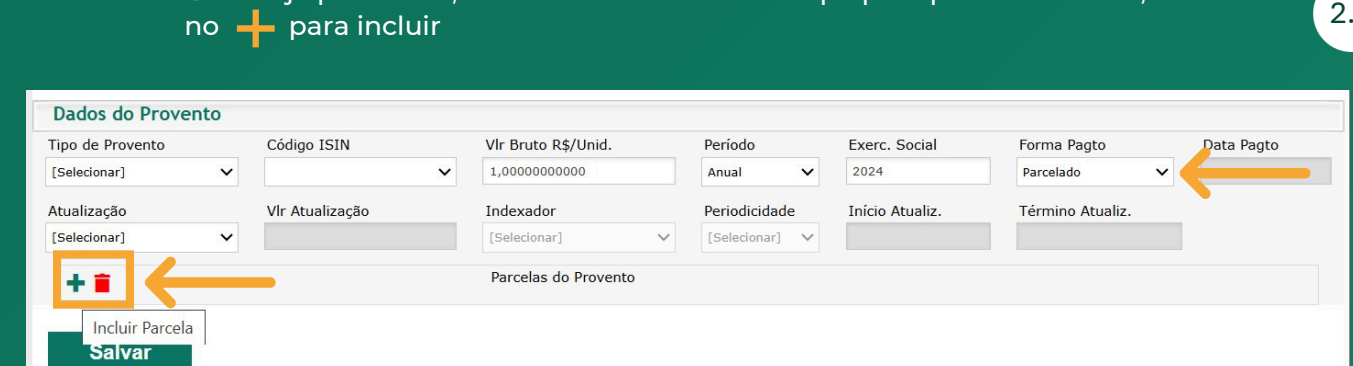 no + para incluir
2.
Dados do Provento
Tipo de Provento Código ISIN Vlr Bruto R$/Unid. Período Exerc. Social Forma Pagto Data Pagto
[Selecionar] 1,00000000000 Anual 2024 Parcelado
Atualização Vlr Atualização Indexador Periodicidade Início Atualiz. Término Atualiz.
[Selecionar] [Selecionar] [Selecionar]
Parcelas do Provento
Incluir Parcela
Salvar